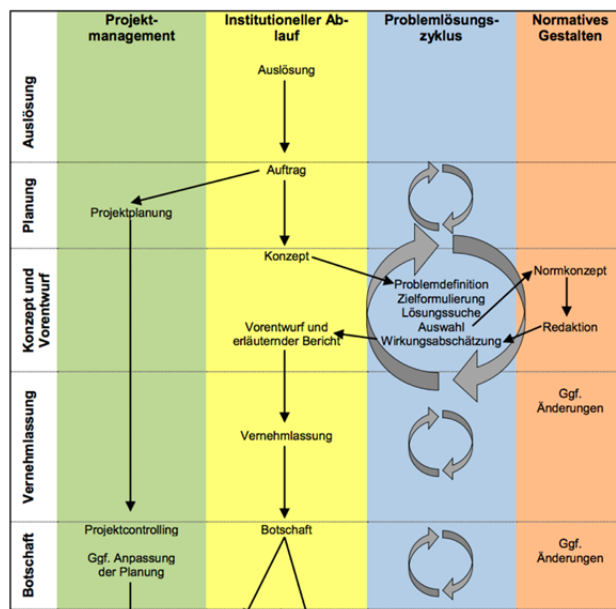 Projekt-
management
Institutioneller Ab-
lauf
Problemlösungs-
zyklus
Normatives
Gestalten
Auslösung
Auslösung
Planung
Auftrag
Projektplanung
Konzept und
Vorentwurf
Konzept
Problemdefinition
Zielformulierung
Lösungssuche
Auswahl
Wirkungsabschätzung
Normkonzept
Redaktion
Vorentwurf und
erläuternder Bericht
Vernehmlassung
Vernehmlassung
Ggf.
Änderungen
Botschaft
Projektcontrolling
Ggf. Anpassung
der Planung
Botschaft
Ggf.
Änderungen